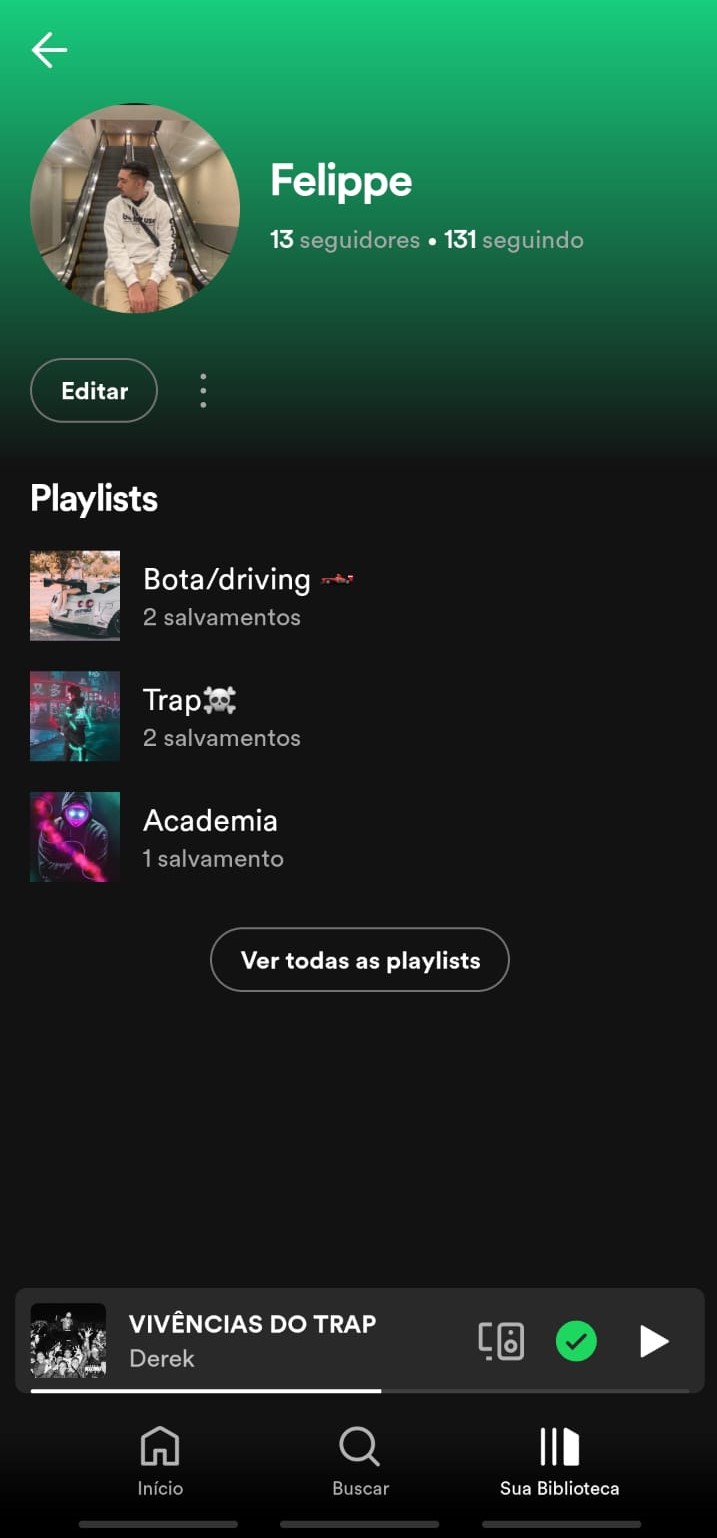 Felippe
13 seguidores • 131 seguindo
Editar
Playlists
Bota/driving 🏎️
2 salvamentos
Trap☠️
2 salvamentos
Academia
1 salvamento
Ver todas as playlists
VIVÊNCIAS DO TRAP
Derek
Início
Buscar
Sua Biblioteca